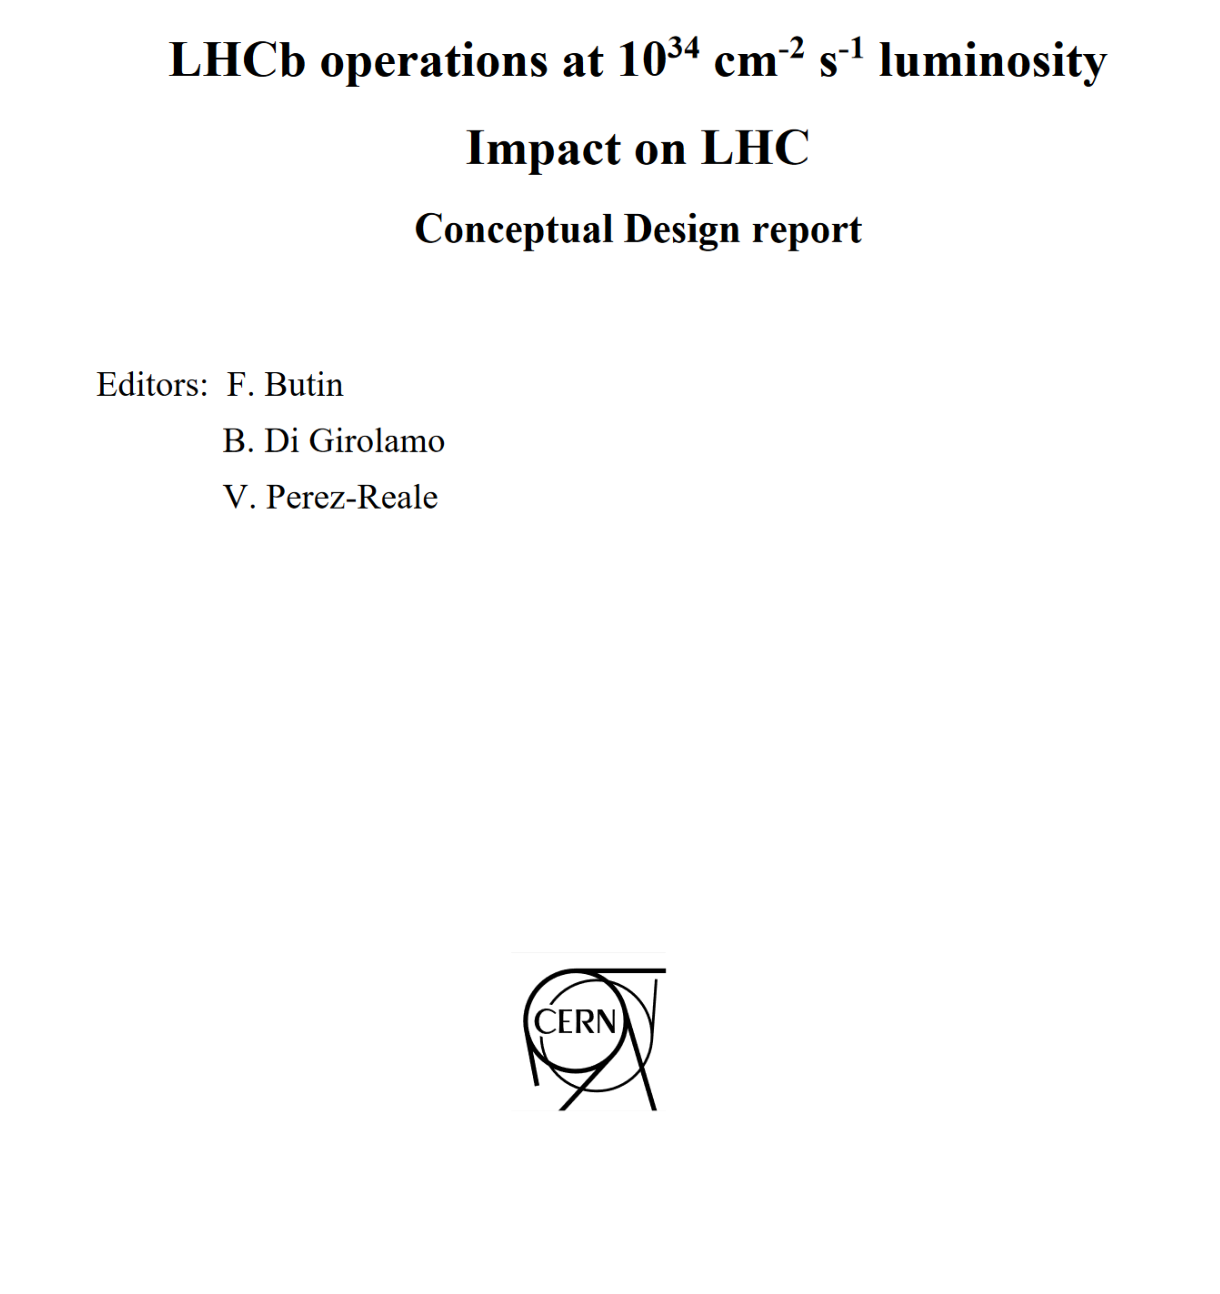 LHCb operations at 10³⁴ cm⁻² s⁻¹ luminosity
Impact on LHC
Conceptual Design report
Editors: F. Butin
B. Di Girolamo
V. Perez-Reale
CERN